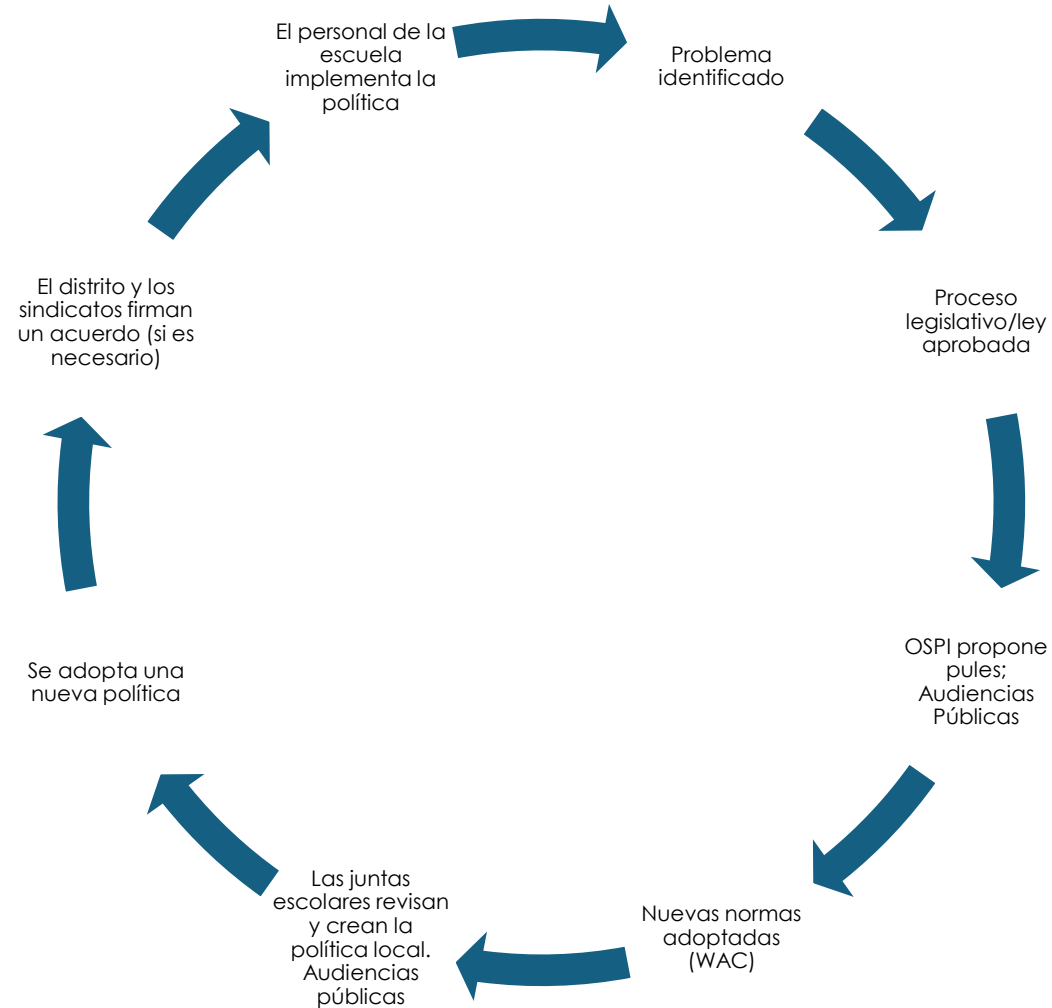 El personal de la
escuela
implementa la
política
Problema
identificado
Proceso
legislativo/ley
aprobada
OSPI propone
pules;
Audiencias
Públicas
Nuevas normas
adoptadas
(WAC)
Las juntas
escolares revisan
y crean la
política local.
Audiencias
públicas
Se adopta una
nueva política
El distrito y los
sindicatos firman
un acuerdo (si es
necesario)